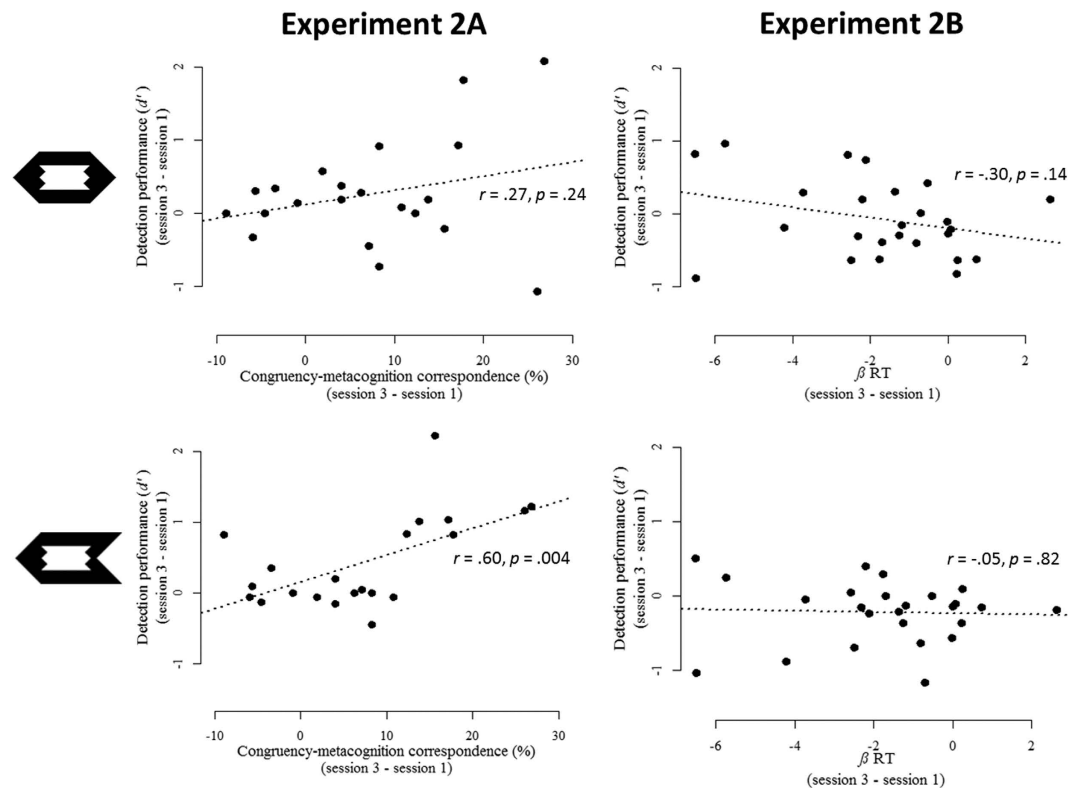 Experiment 2A
Experiment 2B
Detection performance (d')
(session 3 - session 1)
2
1
0
-1
r = .27, p = .24
-10
0
10
20
30
Congruency-metacognition correspondence (%)
(session 3 - session 1)
Detection performance (d')
(session 3 - session 1)
2
1
0
-1
r = -.30, p = .14
-6
-4
-2
0
2
β RT
(session 3 - session 1)
Detection performance (d')
(session 3 - session 1)
2
1
0
-1
r = .60, p = .004
-10
0
10
20
30
Congruency-metacognition correspondence (%)
(session 3 - session 1)
Detection performance (d')
(session 3 - session 1)
2
1
0
-1
r = -.05, p = .82
-6
-4
-2
0
2
β RT
(session 3 - session 1)